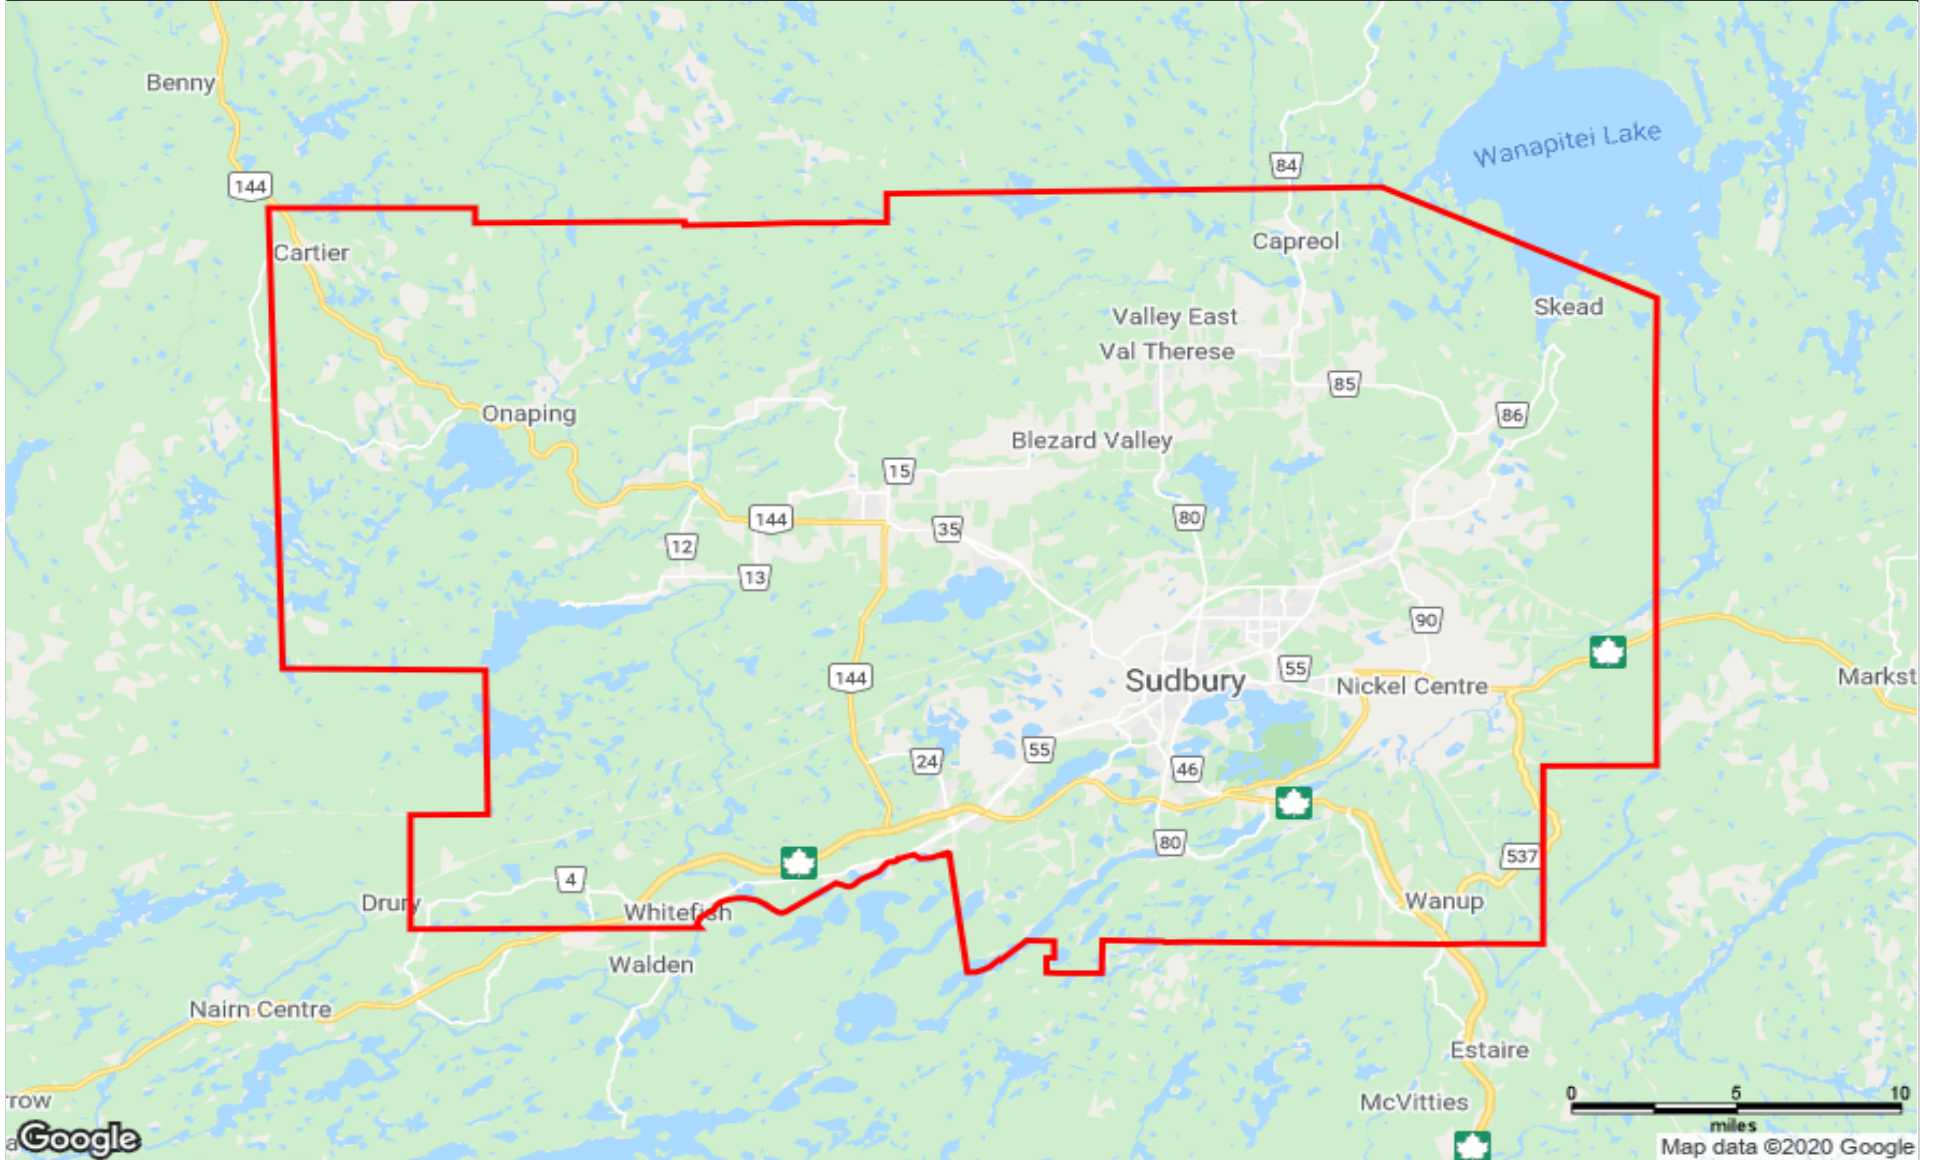 Benny
Wanapitei Lake
84
144
Capreol
Cartier
Skead
Valley East
Val Therese
85
Onaping
86
Blezard Valley
15
80
144
35
12
13
90
144
55
Sudbury
Nickel Centre
Markst
55
24
46
80
537
4
Drury
Whitefish
Wanup
Walden
Nairn Centre
Estaire
0 5 10
miles
McVitties
rrow
a
Google
Map data ©2020 Google